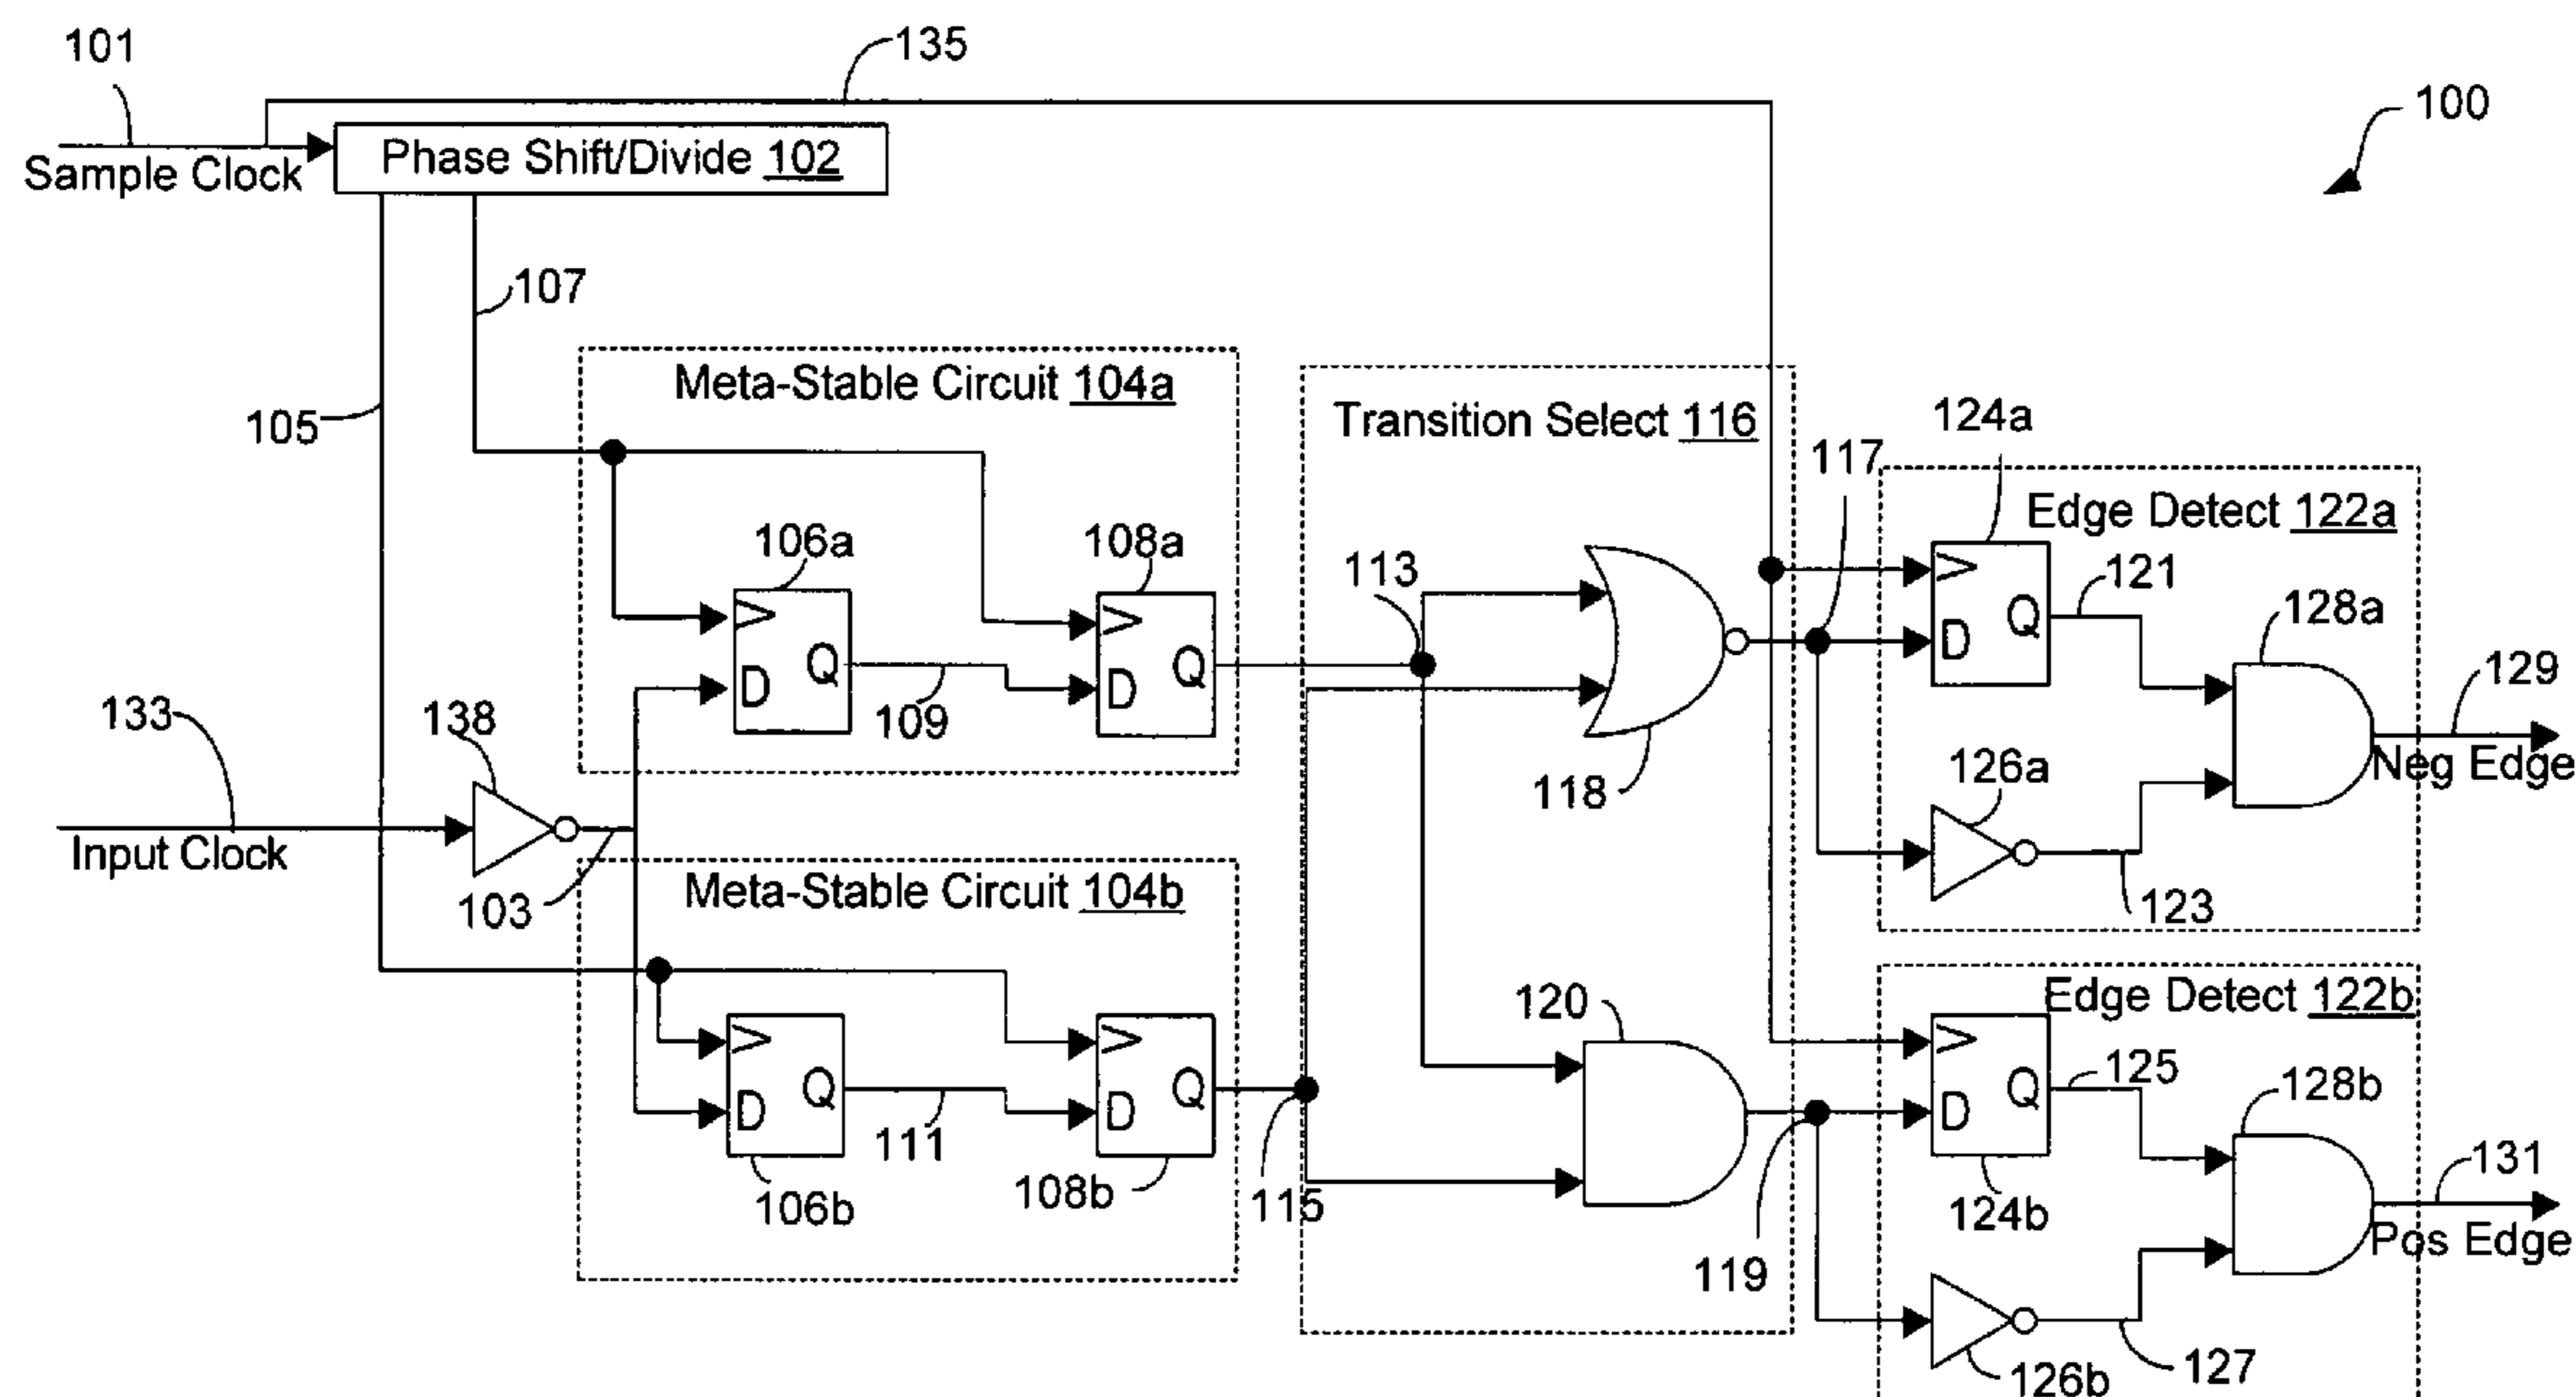 101
135
100
Sample Clock
Phase Shift/Divide 102
107
105
Meta-Stable Circuit 104a
106a
108a
V
D
Q
109
V
D
Q
133
138
Input Clock
103
Meta-Stable Circuit 104b
V
D
Q
111
V
D
Q
106b
108b
115
Transition Select 116
113
118
120
117
119
124a
Edge Detect 122a
V
D
Q
121
128a
129
Neg Edge
126a
123
Edge Detect 122b
V
D
Q
125
128b
131
Pos Edge
124b
127
126b